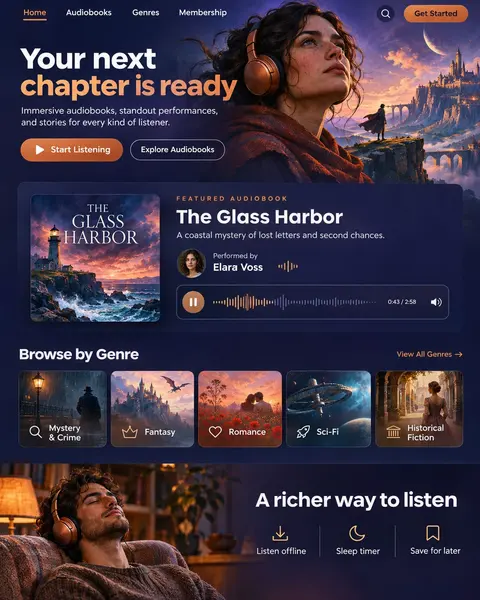 Home Audiobooks Genres Membership Get Started
Your next
chapter is ready
Immersive audiobooks, standout performances,
and stories for every kind of listener.
Start Listening Explore Audiobooks
THE
GLASS
HARBOR
FEATURED AUDIOBOOK
The Glass Harbor
A coastal mystery of lost letters and second chances.
Performed by
Elara Voss
0:43 / 2:58
Browse by Genre
View All Genres →
Mystery
& Crime
Fantasy
Romance
Sci-Fi
Historical
Fiction
A richer way to listen
Listen offline Sleep timer Save for later